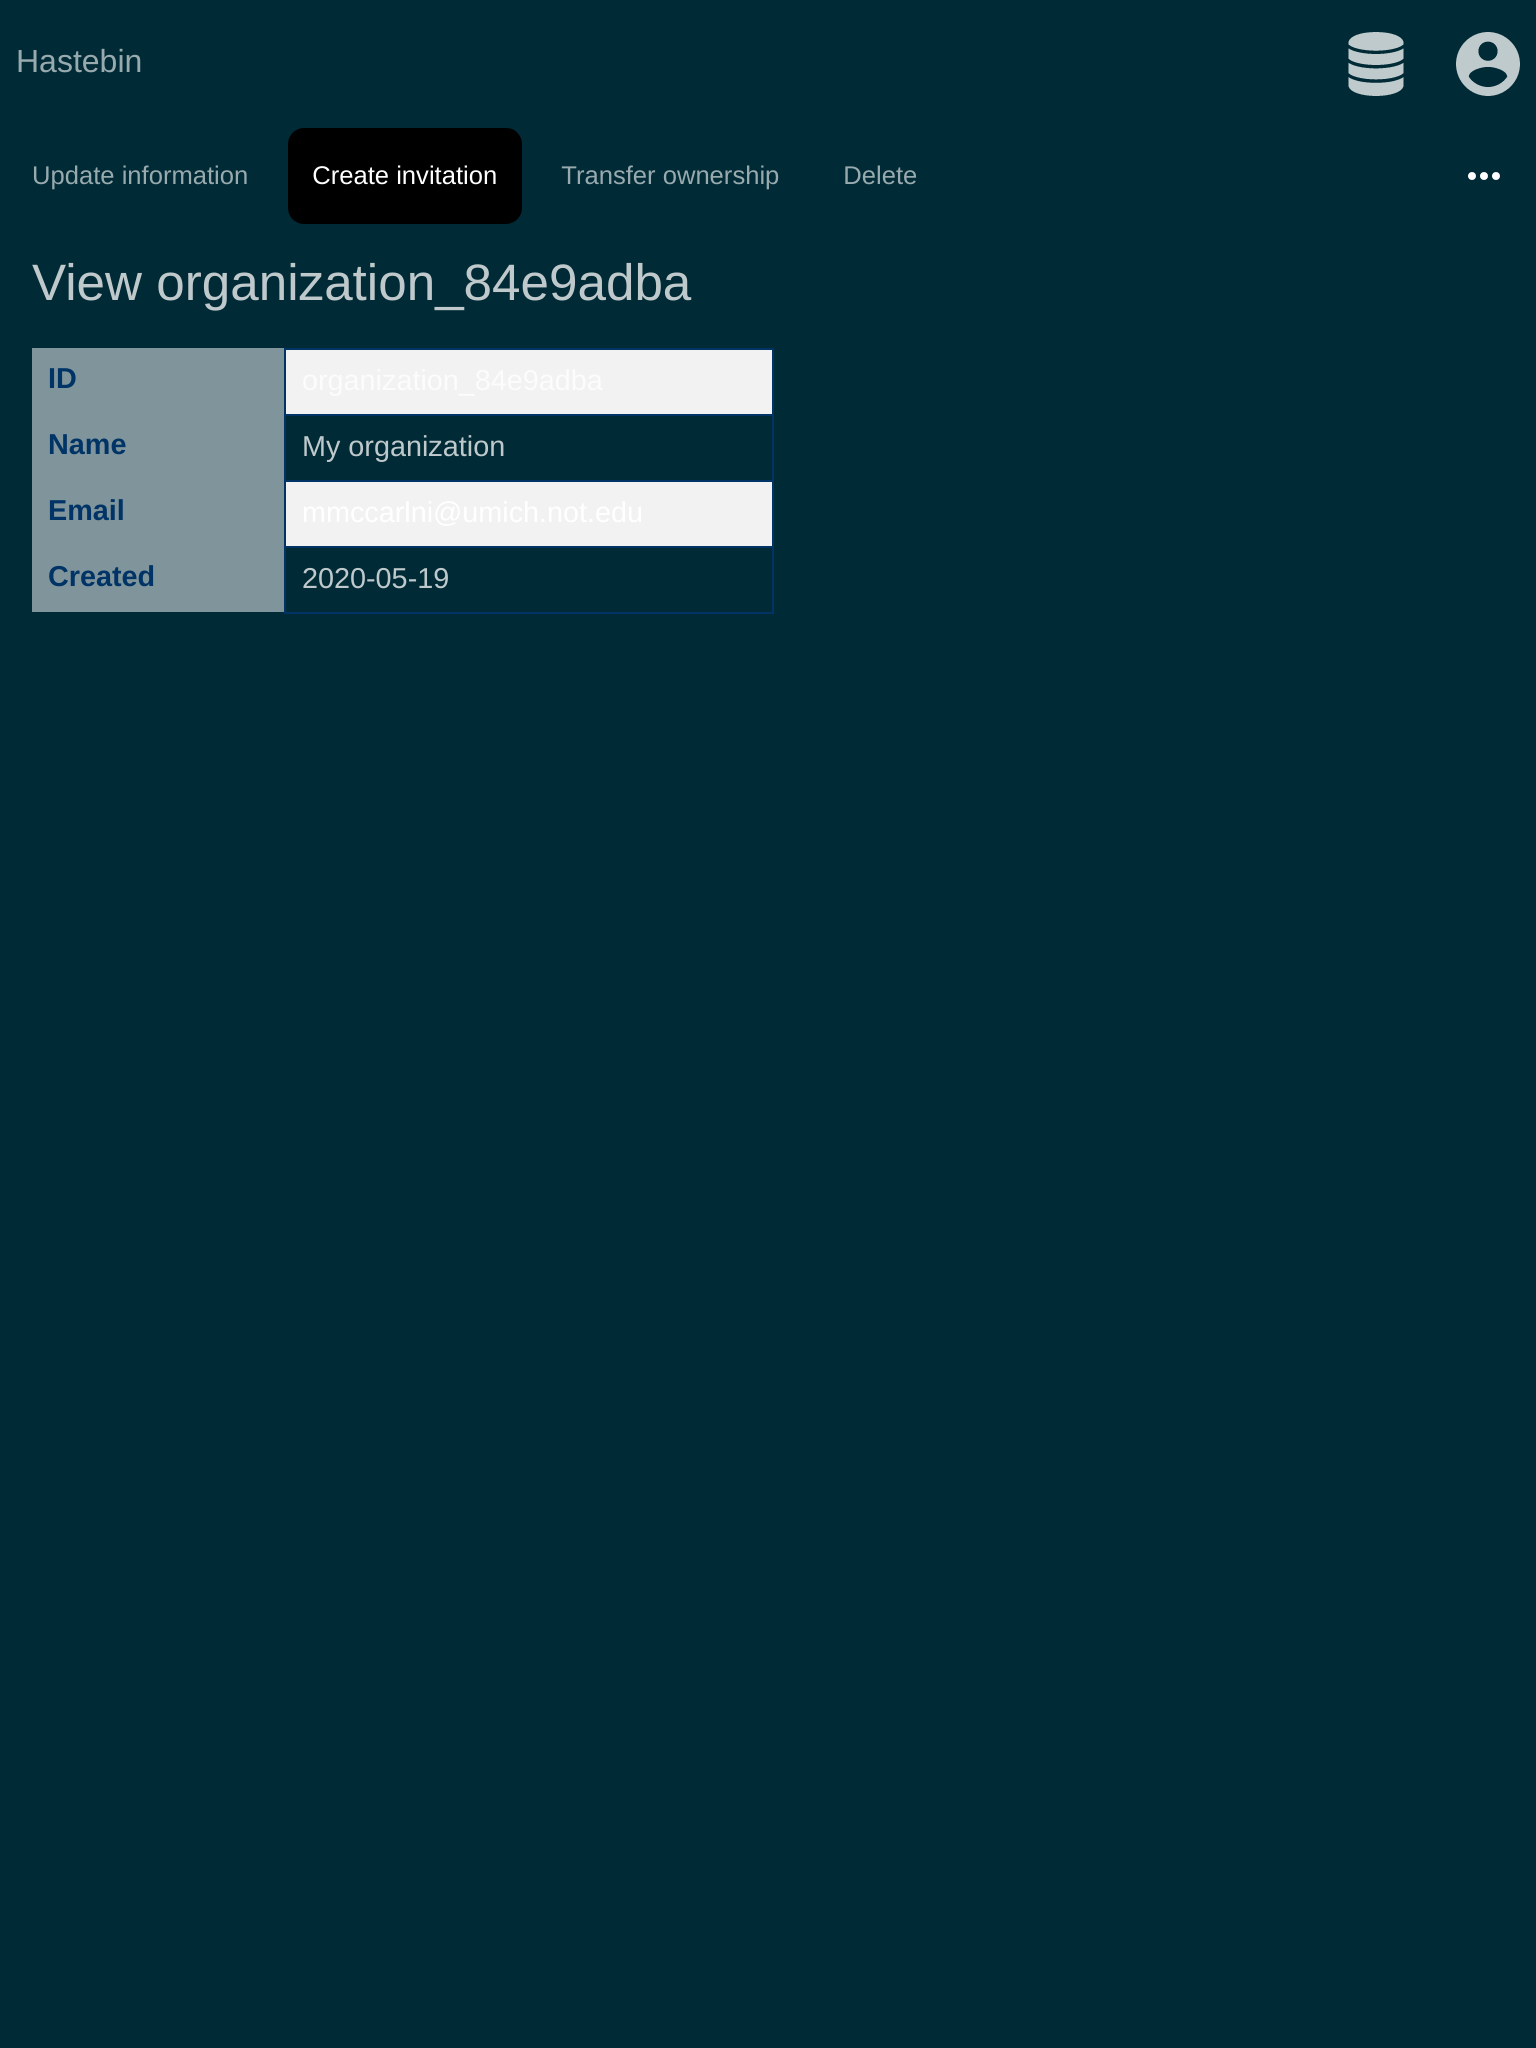 Hastebin
Update information
Create invitation
Transfer ownership
Delete
View organization_84e9adba
ID
organization_84e9adba
Name
My organization
Email
mmccarlni@umich.not.edu
Created
2020-05-19